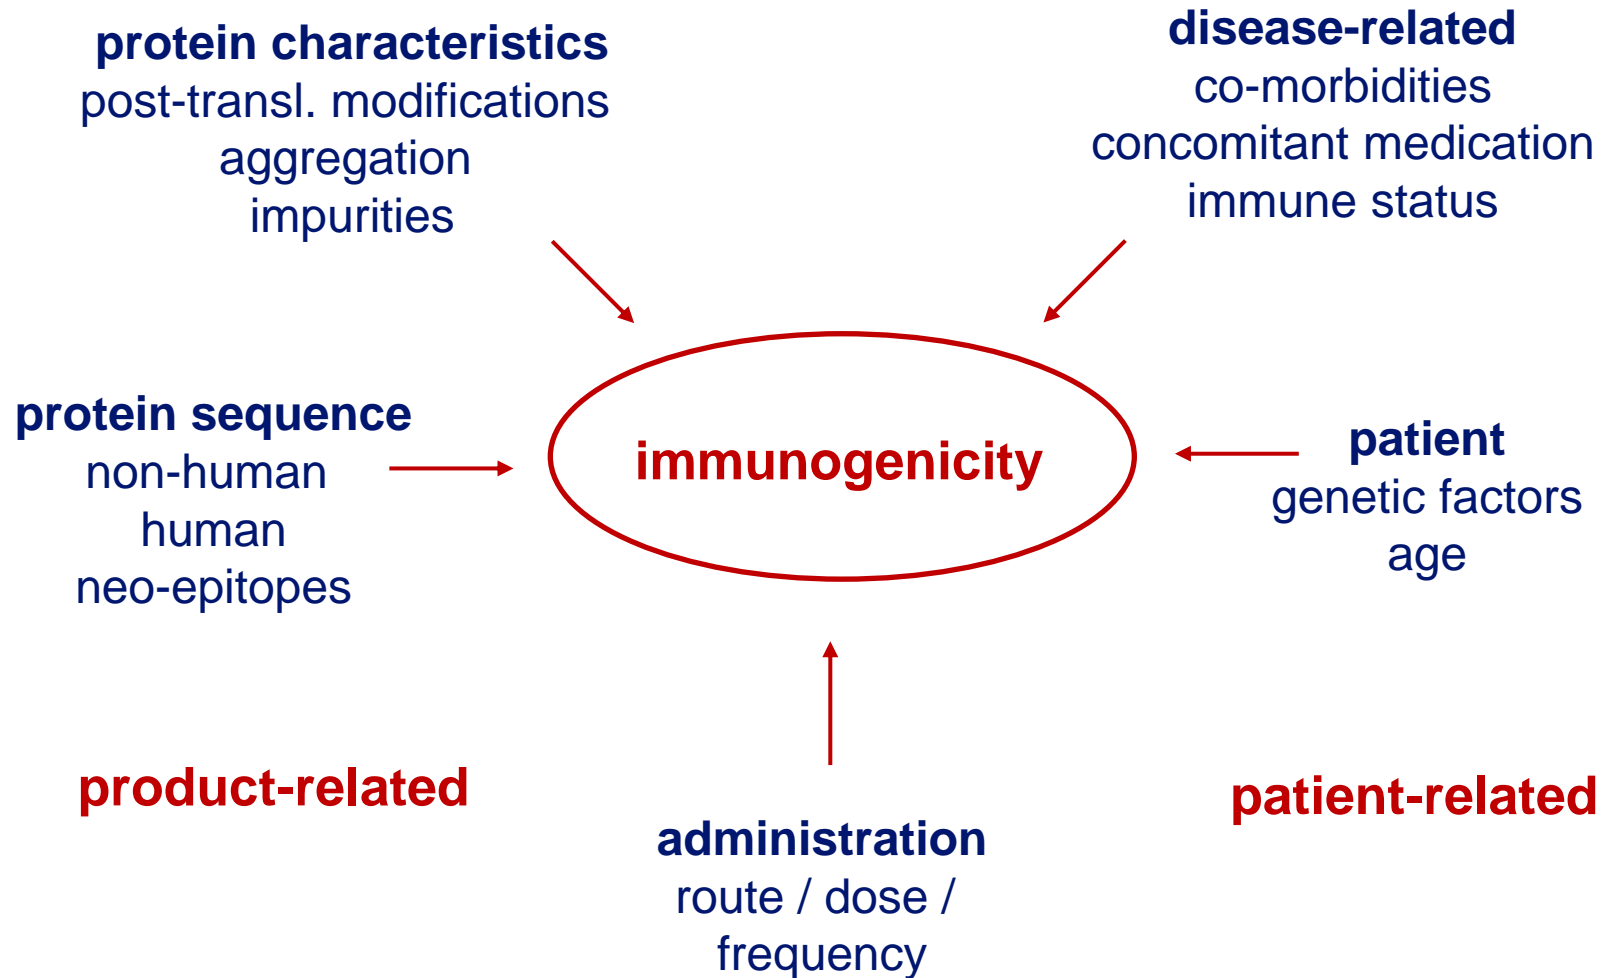 protein characteristics
post-transl. modifications
aggregation
impurities
disease-related
co-morbidities
concomitant medication
immune status
protein sequence
non-human
human
neo-epitopes
immunogenicity
patient
genetic factors
age
product-related
patient-related
administration
route / dose /
frequency